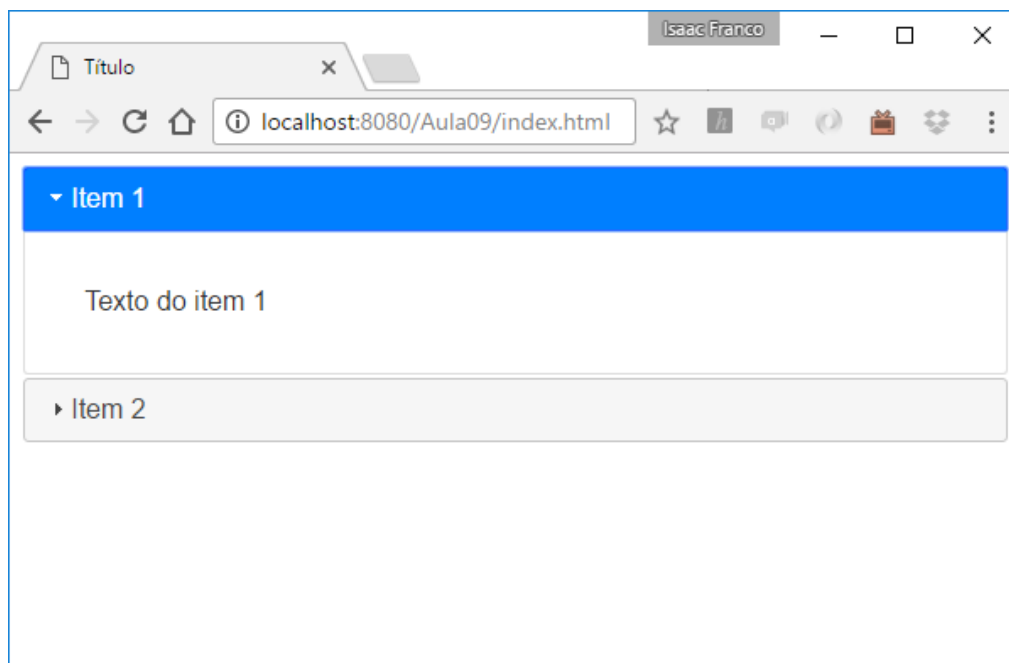 Isaac Franco
Título
localhost:8080/Aula09/index.html
h
Item 1
Texto do item 1
Item 2